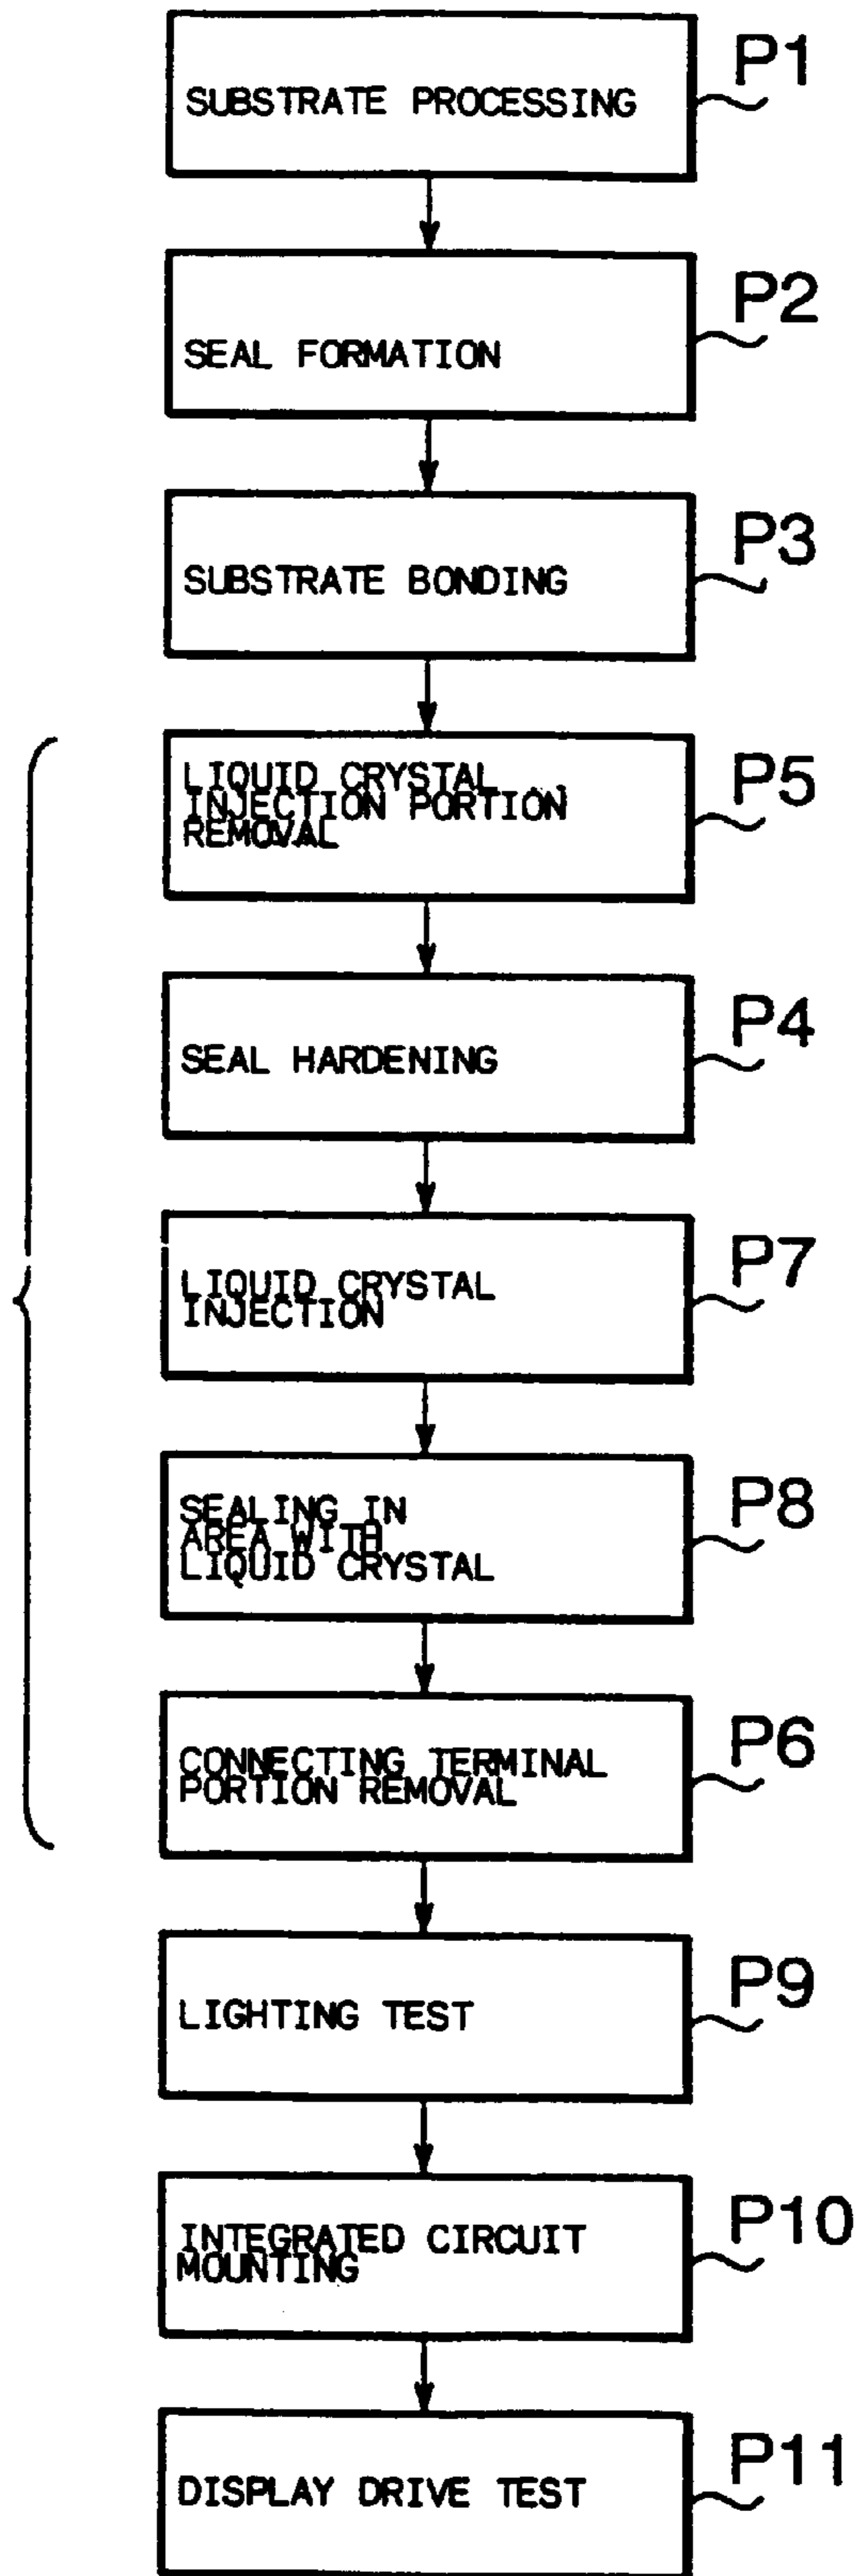 P1
SUBSTRATE PROCESSING
P2
SEAL FORMATION
P3
SUBSTRATE BONDING
P5
LIQUID CRYSTAL
INJECTION PORTION
REMOVAL
P4
SEAL HARDENING
P7
LIQUID CRYSTAL
INJECTION
P8
SEALING IN
AREA WITH
LIQUID CRYSTAL
P6
CONNECTING TERMINAL
PORTION REMOVAL
P9
LIGHTING TEST
P10
INTEGRATED CIRCUIT
MOUNTING
P11
DISPLAY DRIVE TEST